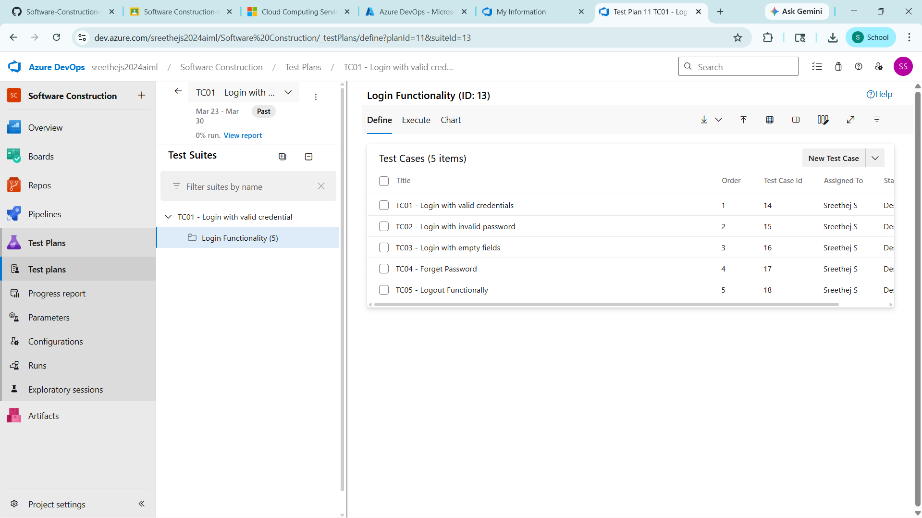 Software-Construction-
Software Construction-
Cloud Computing Servi
Azure DevOps - Micros
My Information
Test Plan 11 TC01 - Log
Ask Gemini
dev.azure.com/sreethejs2024aiml/Software%20Construction/_testPlans/define?planId=11&suiteId=13
S School
Azure DevOps sreethejs2024aiml / Software Construction / Test Plans / TC01 - Login with valid cred...
Search
SS
SC Software Construction
Overview
Boards
Repos
Pipelines
Test Plans
Test plans
Progress report
Parameters
Configurations
Runs
Exploratory sessions
Artifacts
Project settings
TC01 Login with ...
Mar 23 - Mar 30
Past
0% run. View report
Test Suites
Filter suites by name
TC01 - Login with valid credential
Login Functionality (5)
Login Functionality (ID: 13)
Help
Define Execute Chart
Test Cases (5 items)
New Test Case
Title Order Test Case Id Assigned To Sta
TC01 - Login with valid credentials 1 14 Sreethej S Des
TC02 - Login with invalid password 2 15 Sreethej S Des
TC03 - Login with empty fields 3 16 Sreethej S Des
TC04 - Forget Password 4 17 Sreethej S Des
TC05 - Logout Functionally 5 18 Sreethej S Des